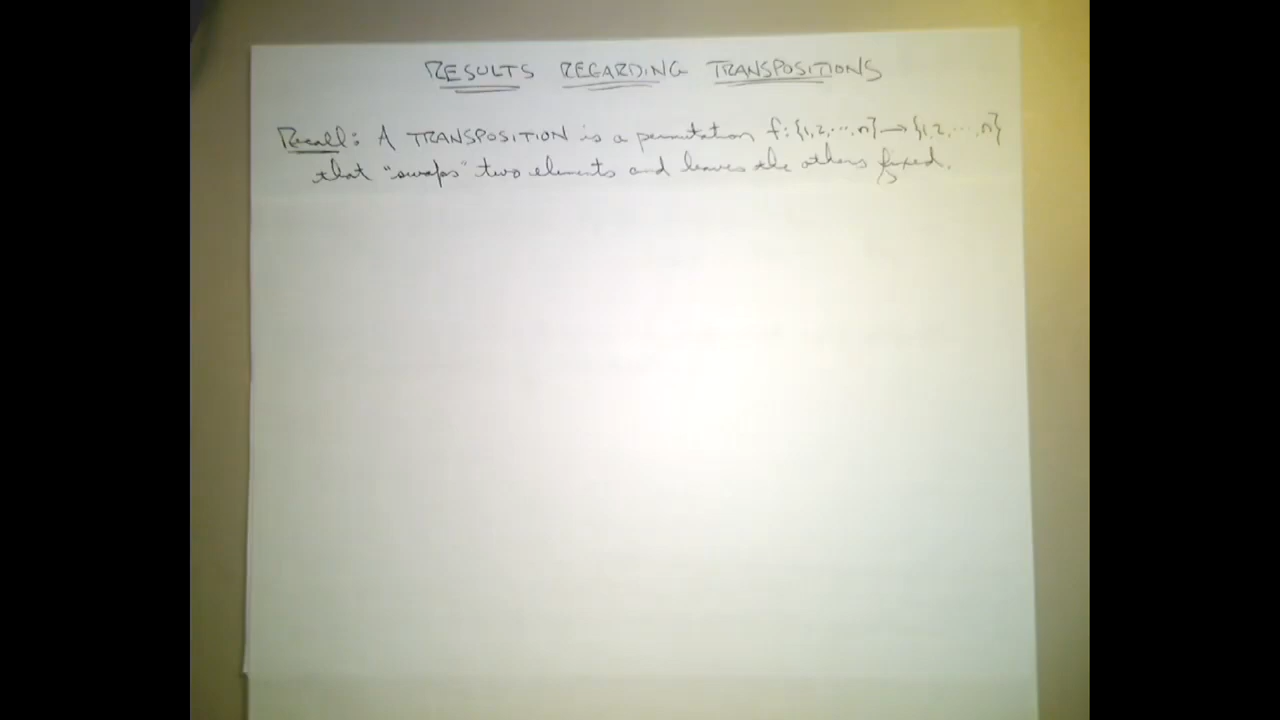 RESULTS REGARDING TRANSPOSITIONS
Recall: A TRANSPOSITION is a permutation f: {1,2,⋯,n} → {1,2,⋯,n}
that "swaps" two elements and leaves the others fixed.